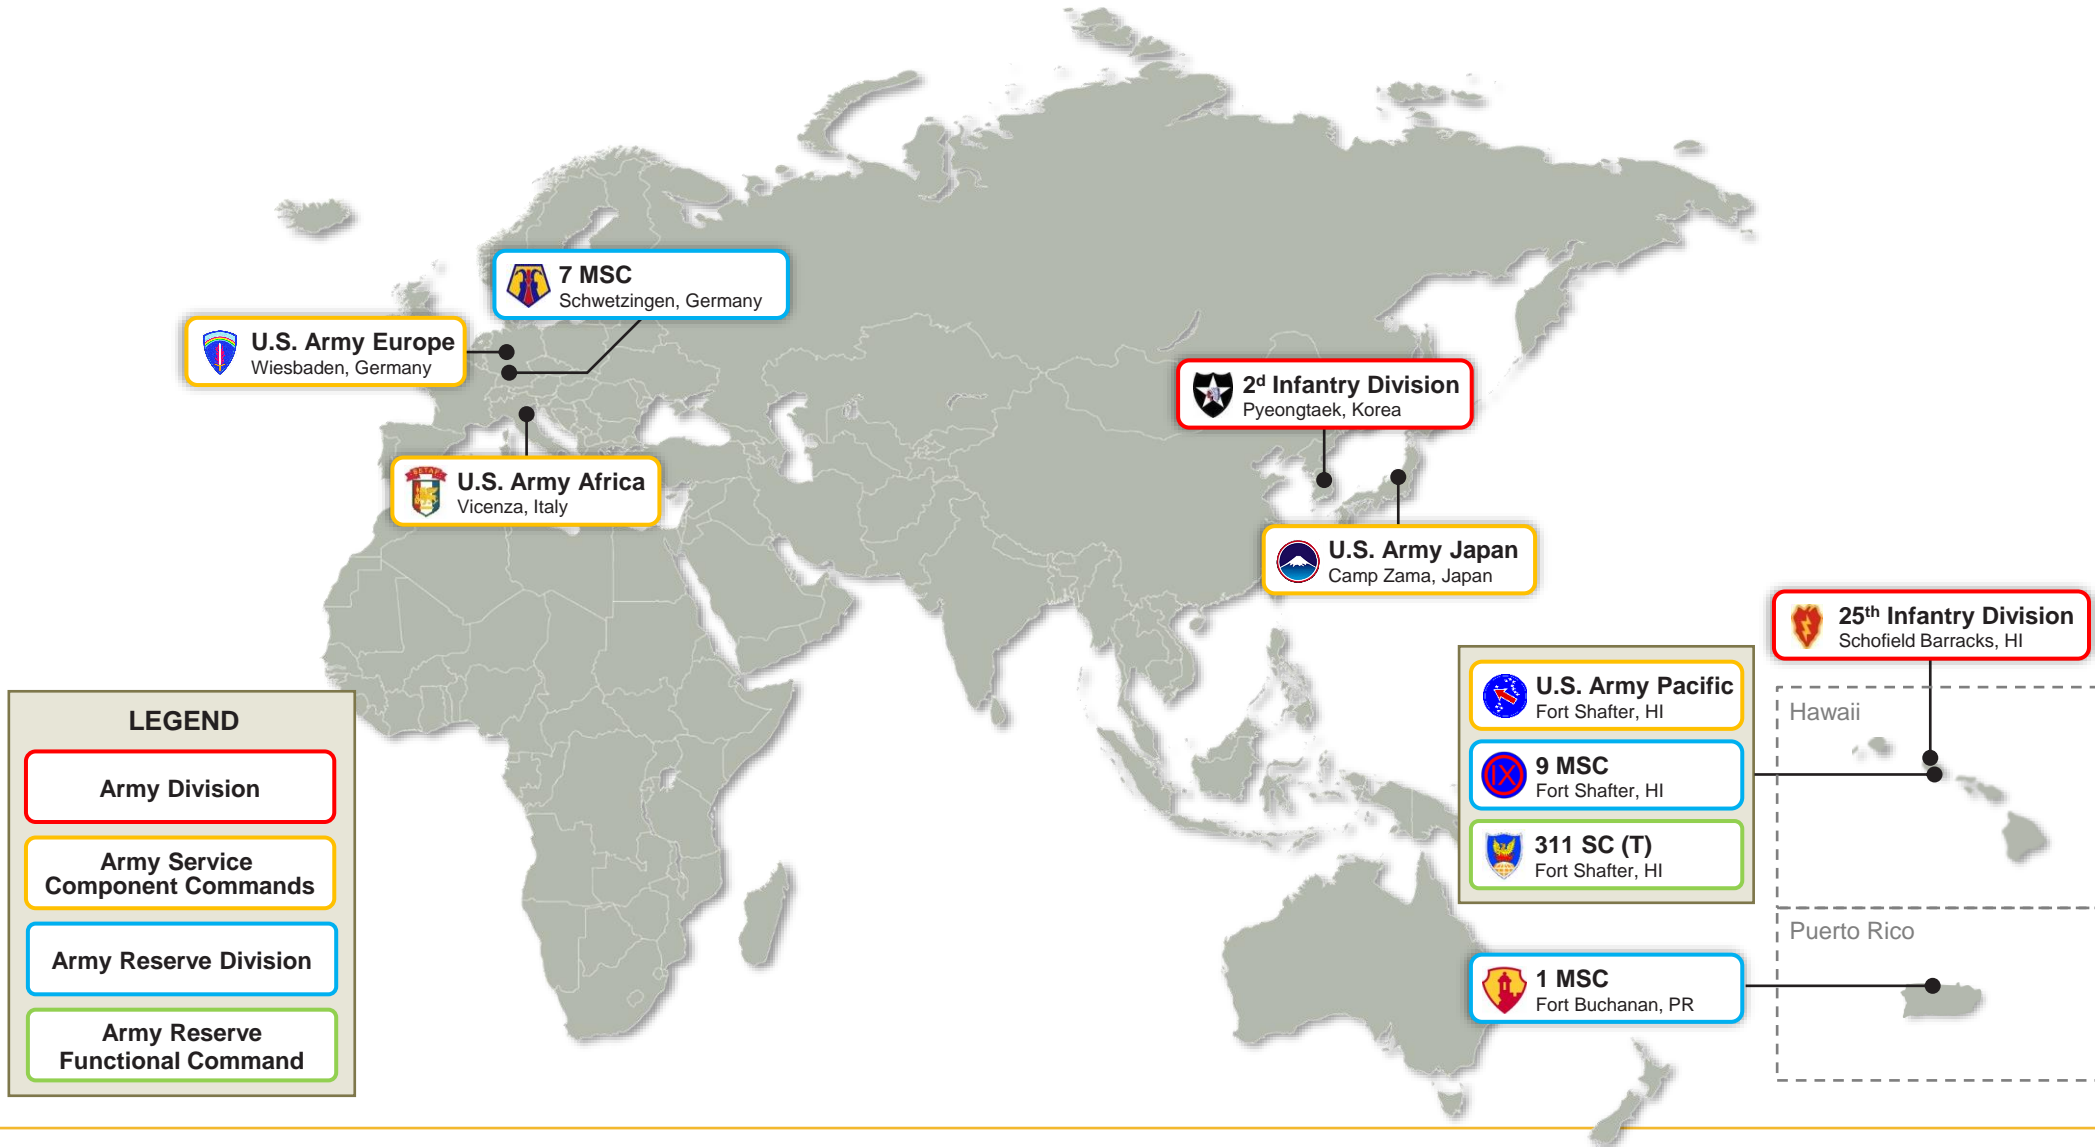 7 MSC
Schwetzingen, Germany
U.S. Army Europe
Wiesbaden, Germany
2d Infantry Division
Pyeongtaek, Korea
U.S. Army Africa
Vicenza, Italy
U.S. Army Japan
Camp Zama, Japan
25th Infantry Division
Schofield Barracks, HI
U.S. Army Pacific
Fort Shafter, HI
9 MSC
Fort Shafter, HI
311 SC (T)
Fort Shafter, HI
Hawaii
Puerto Rico
1 MSC
Fort Buchanan, PR
LEGEND
Army Division
Army Service
Component Commands
Army Reserve Division
Army Reserve
Functional Command
SETAF
IX